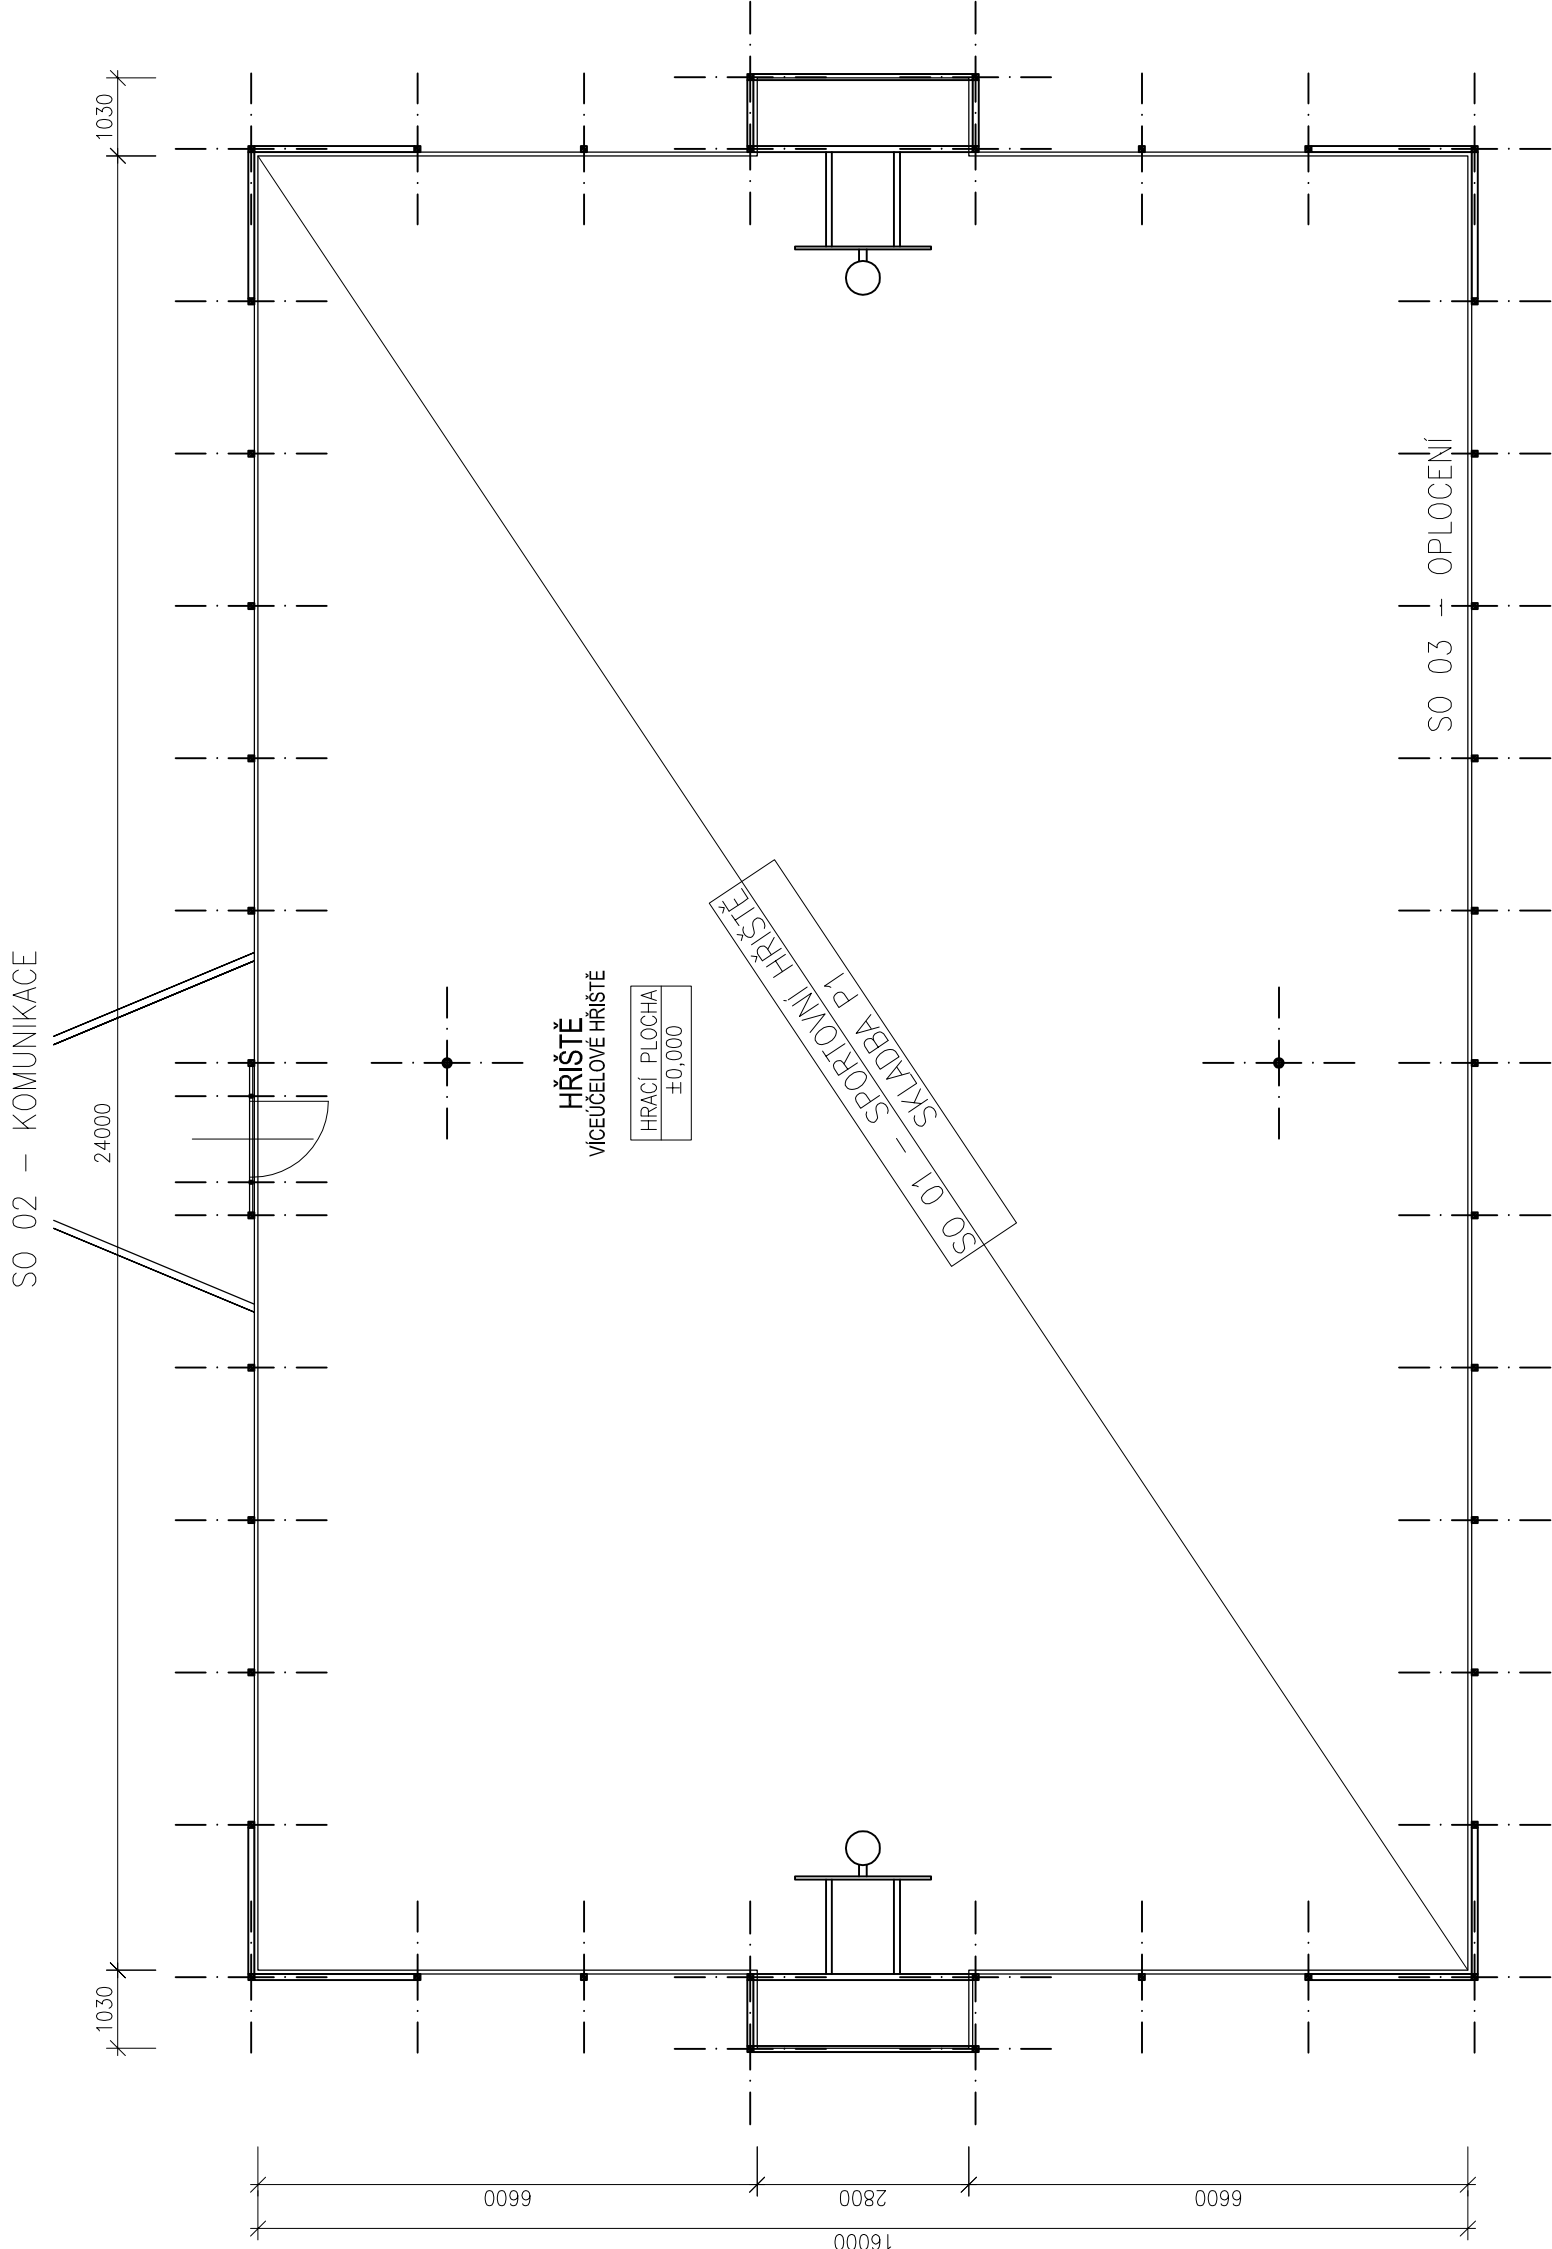 SO 02 - KOMUNIKACE
1030
24000
1030
HŘIŠTĚ
VÍCEÚČELOVÉ HŘIŠTĚ
HRACÍ PLOCHA
±0,000
SO 01 - SPORTOVNÍ HŘIŠTĚ
SKLADBA P1
SO 03 - OPLOCENÍ
6600
2800
6600
16000